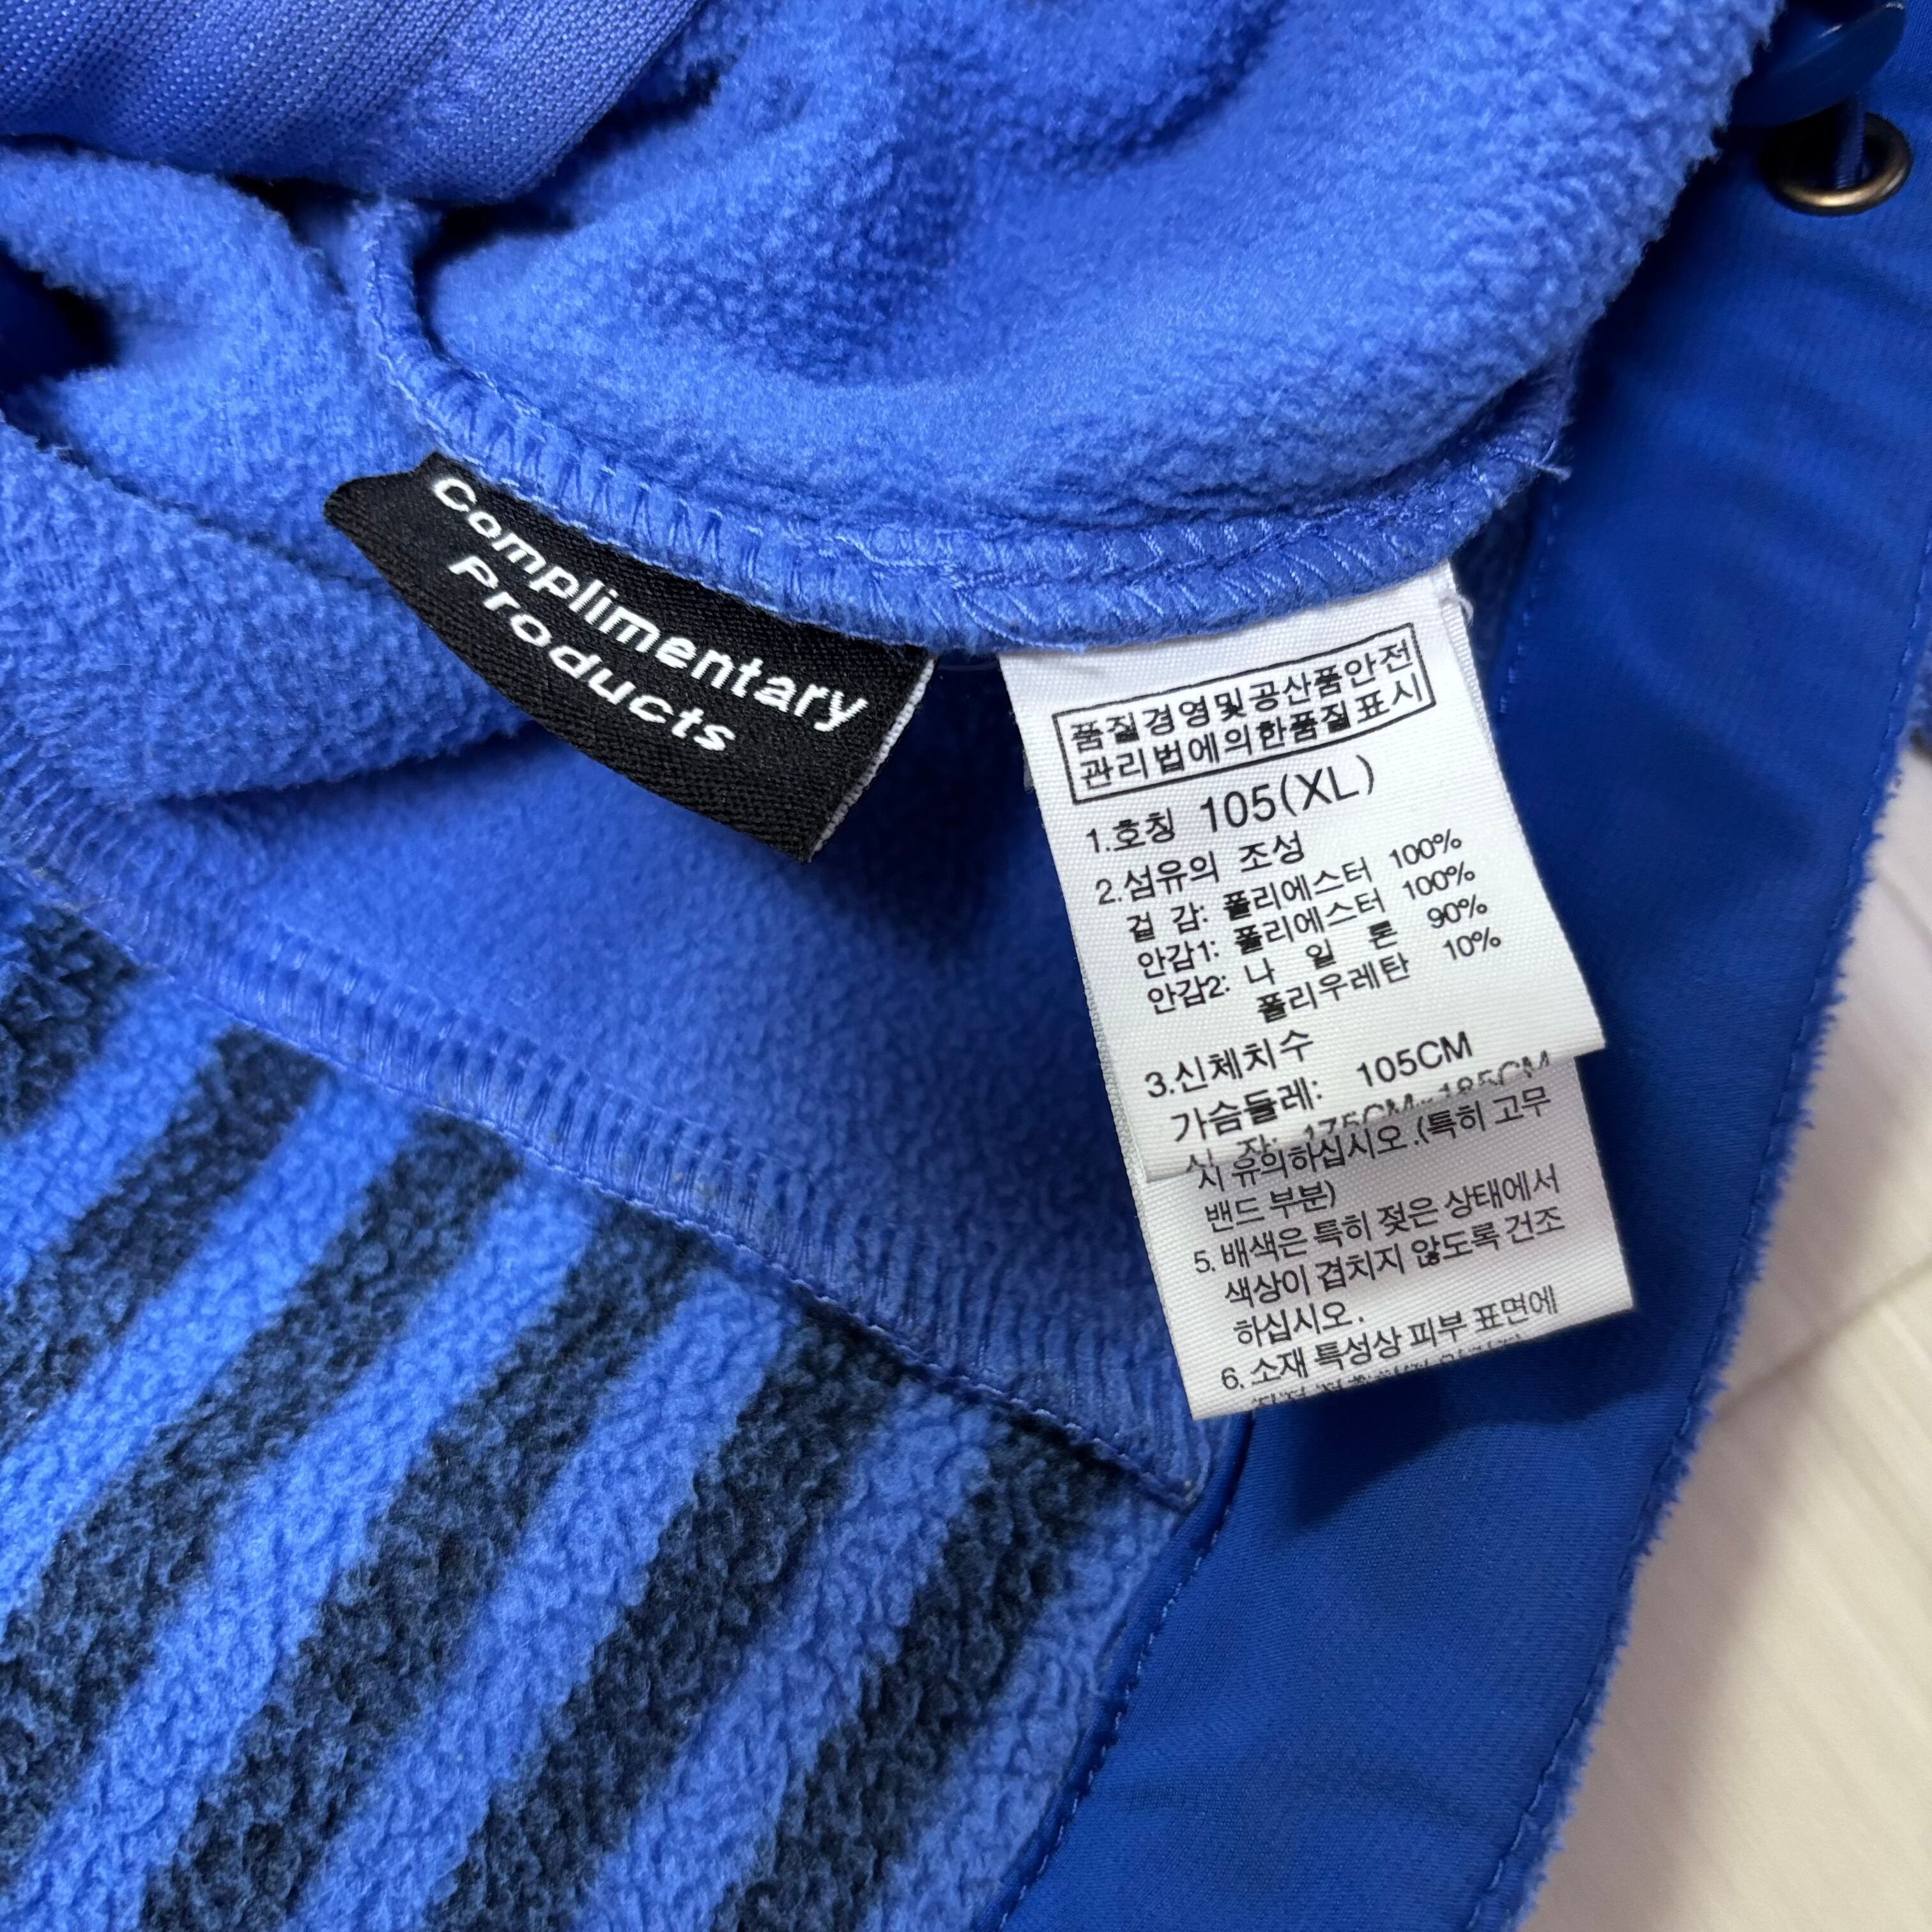 Complimentary
Products
품질경영및공산품안전
관리법에의한품질표시
1.호칭 105(XL)
2.섬유의 조성
겉 감: 폴리에스터 100%
안감1: 폴리에스터 100%
안감2: 나 일 론 90%
폴리우레탄 10%
3.신체치수
가슴둘레: 105CM
175CM~185CM
시 유의하십시오.(특히 고무
밴드 부분)
5. 배색은 특히 젖은 상태에서
색상이 겹치지 않도록 건조
하십시오.
6. 소재 특성상 피부 표면에